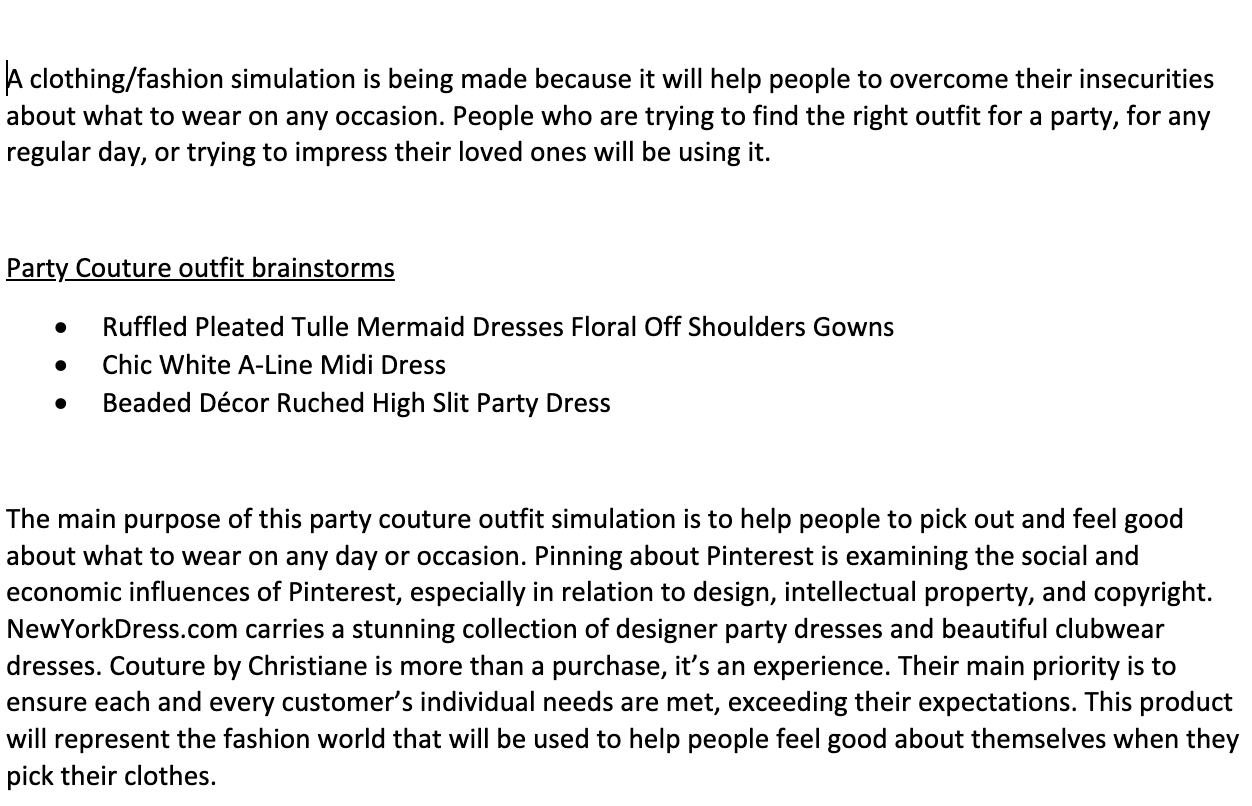 A clothing/fashion simulation is being made because it will help people to overcome their insecurities
about what to wear on any occasion. People who are trying to find the right outfit for a party, for any
regular day, or trying to impress their loved ones will be using it.
Party Couture outfit brainstorms
• Ruffled Pleated Tulle Mermaid Dresses Floral Off Shoulders Gowns
• Chic White A-Line Midi Dress
• Beaded Décor Ruched High Slit Party Dress
The main purpose of this party couture outfit simulation is to help people to pick out and feel good
about what to wear on any day or occasion. Pinning about Pinterest is examining the social and
economic influences of Pinterest, especially in relation to design, intellectual property, and copyright.
NewYorkDress.com carries a stunning collection of designer party dresses and beautiful clubwear
dresses. Couture by Christiane is more than a purchase, it’s an experience. Their main priority is to
ensure each and every customer’s individual needs are met, exceeding their expectations. This product
will represent the fashion world that will be used to help people feel good about themselves when they
pick their clothes.